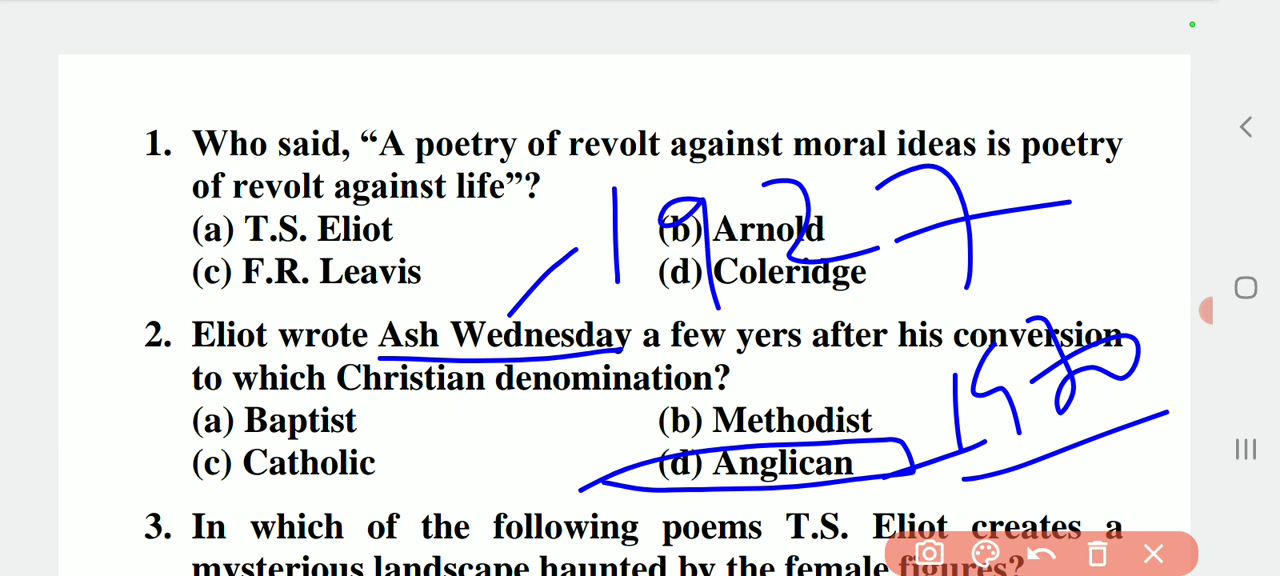 1. Who said, “A poetry of revolt against moral ideas is poetry
of revolt against life”?
(a) T.S. Eliot (b) Arnold
(c) F.R. Leavis (d) Coleridge
1927
2. Eliot wrote Ash Wednesday a few yers after his conversion
to which Christian denomination?
(a) Baptist (b) Methodist
(c) Catholic (d) Anglican
3. In which of the following poems T.S. Eliot creates a
mysterious landscape haunted by the female figures?